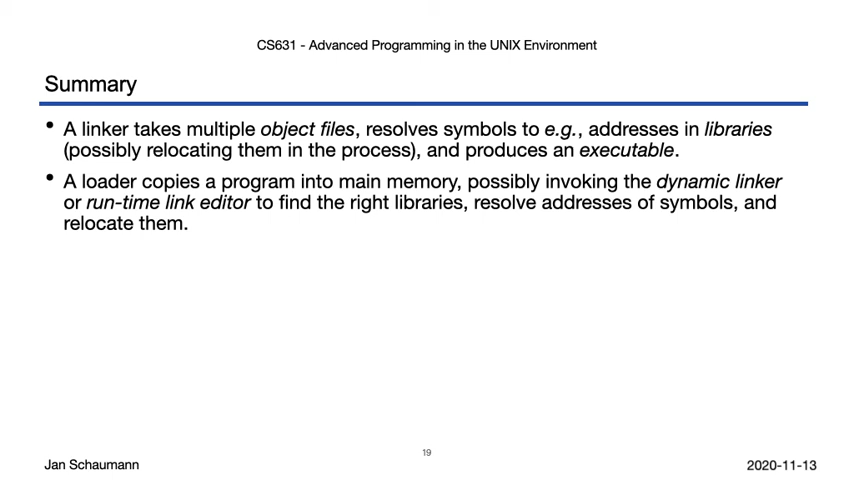 CS631 - Advanced Programming in the UNIX Environment
Summary
• A linker takes multiple object files, resolves symbols to e.g., addresses in libraries
(possibly relocating them in the process), and produces an executable.
• A loader copies a program into main memory, possibly invoking the dynamic linker
or run-time link editor to find the right libraries, resolve addresses of symbols, and
relocate them.
19
Jan Schaumann
2020-11-13